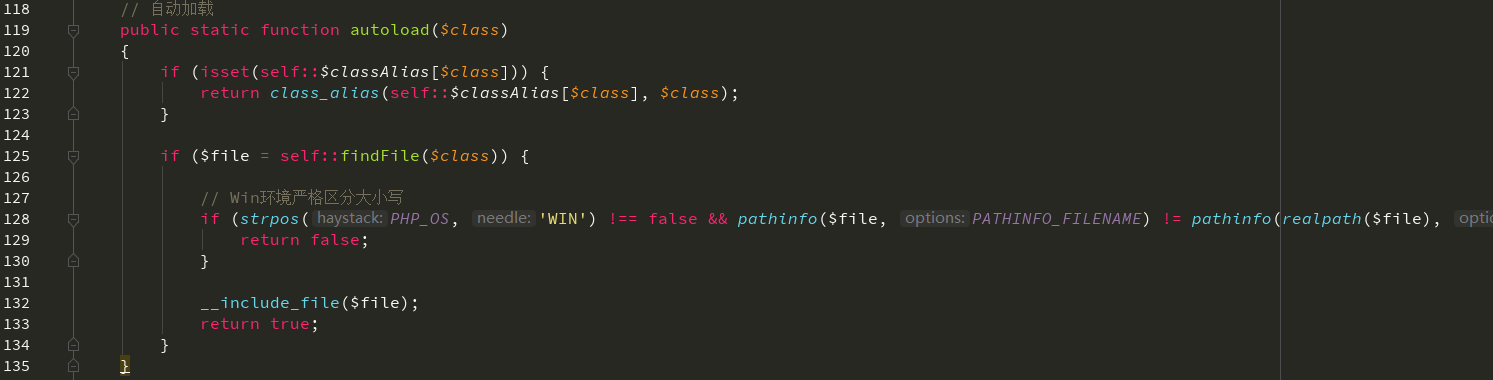 118 // 自动加载
119 public static function autoload($class)
120 {
121 if (isset(self::$classAlias[$class])) {
122 return class_alias(self::$classAlias[$class], $class);
123 }
124
125 if ($file = self::findFile($class)) {
126
127 // Win环境严格区分大小写
128 if (strpos( haystack: PHP_OS, needle: 'WIN') !== false && pathinfo($file, options: PATHINFO_FILENAME) != pathinfo(realpath($file),
129 return false;
130 }
131
132 __include_file($file);
133 return true;
134 }
135 }